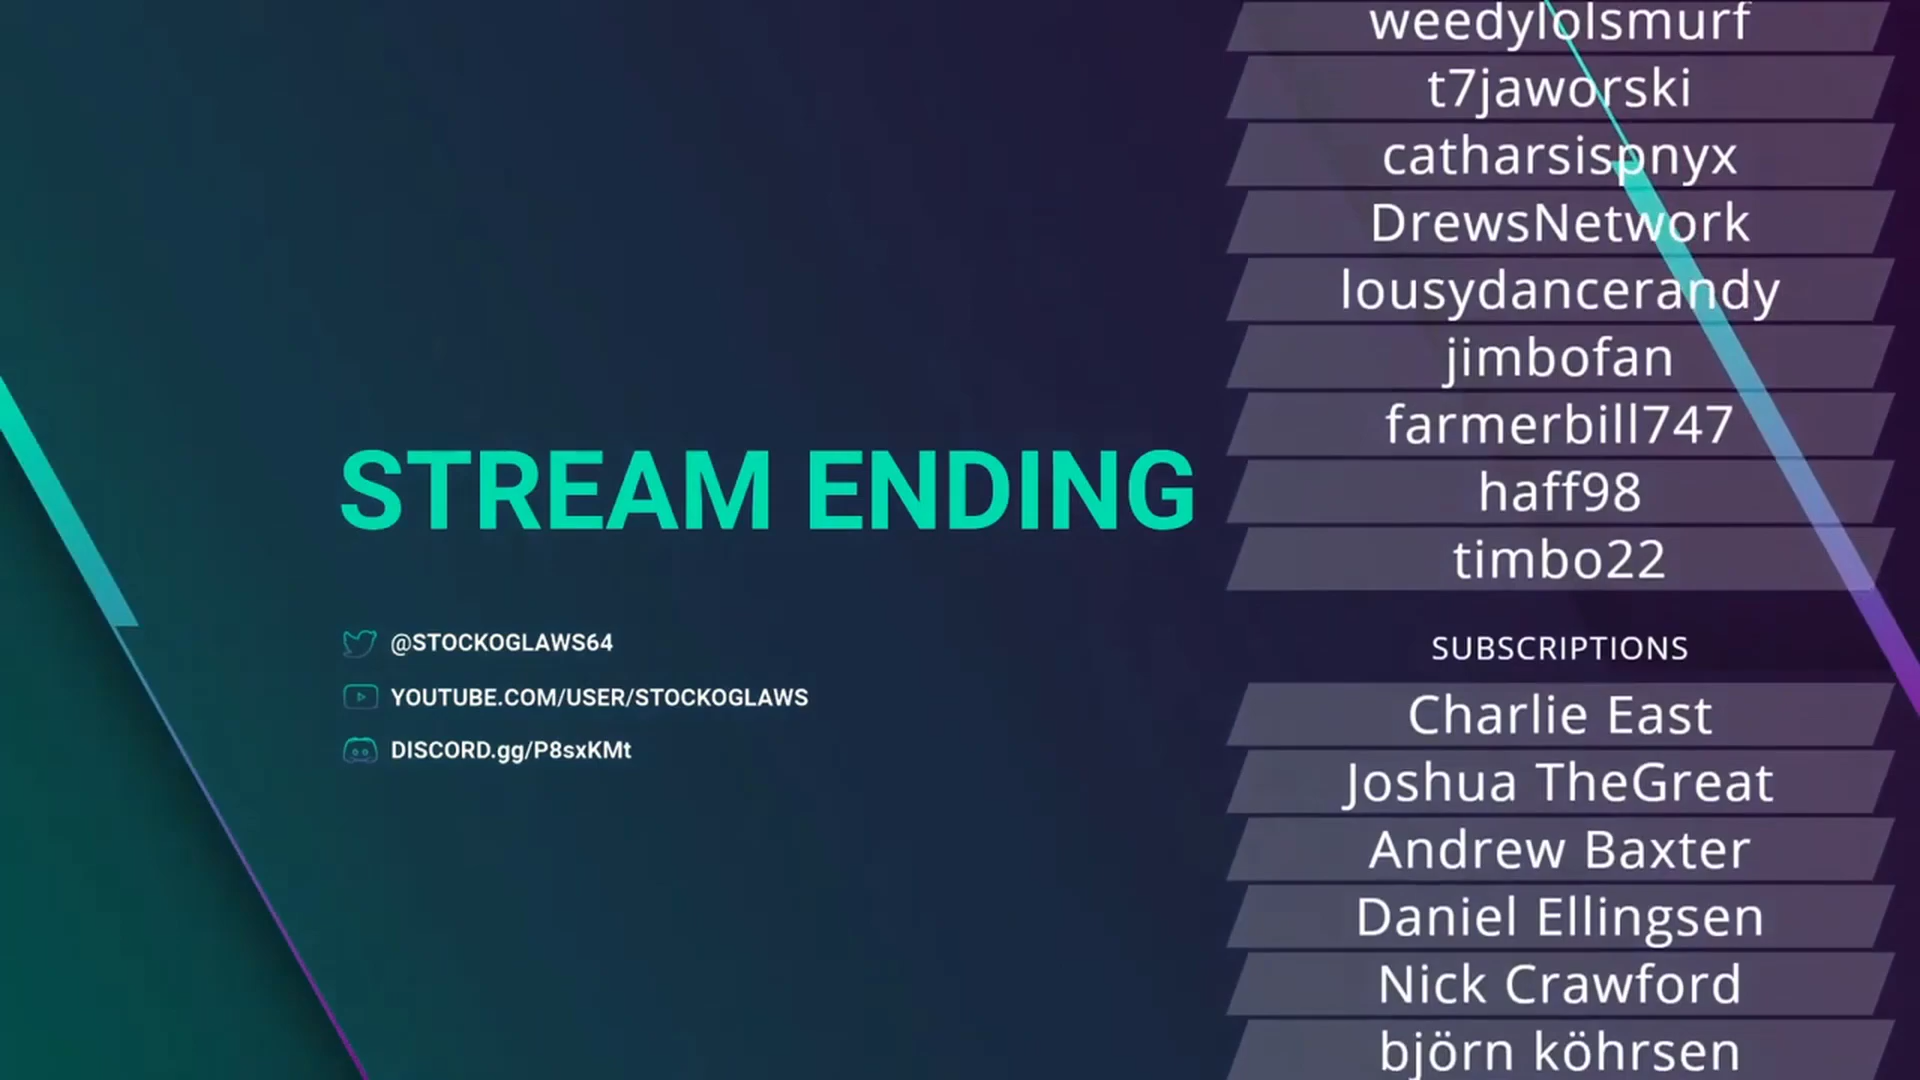 STREAM ENDING
@STOCKOGLAWS64
YOUTUBE.COM/USER/STOCKOGLAWS
DISCORD.gg/P8sxKMt
weedylolsmurf
t7jaworski
catharsispnyx
DrewsNetwork
lousydancerandy
jimbofan
farmerbill747
haff98
timbo22
SUBSCRIPTIONS
Charlie East
Joshua TheGreat
Andrew Baxter
Daniel Ellingsen
Nick Crawford
björn köhrsen